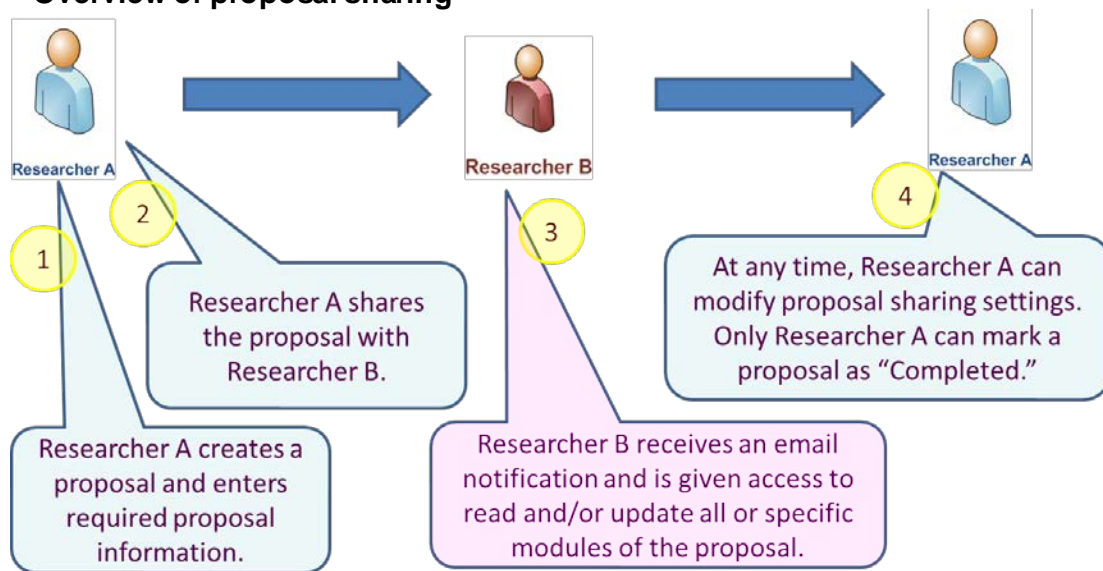 Overview of proposal sharing
Researcher A
Researcher B
Researcher A
1
2
3
4
Researcher A shares
the proposal with
Researcher B.
At any time, Researcher A can
modify proposal sharing settings.
Only Researcher A can mark a
proposal as “Completed.”
Researcher A creates a
proposal and enters
required proposal
information.
Researcher B receives an email
notification and is given access to
read and/or update all or specific
modules of the proposal.